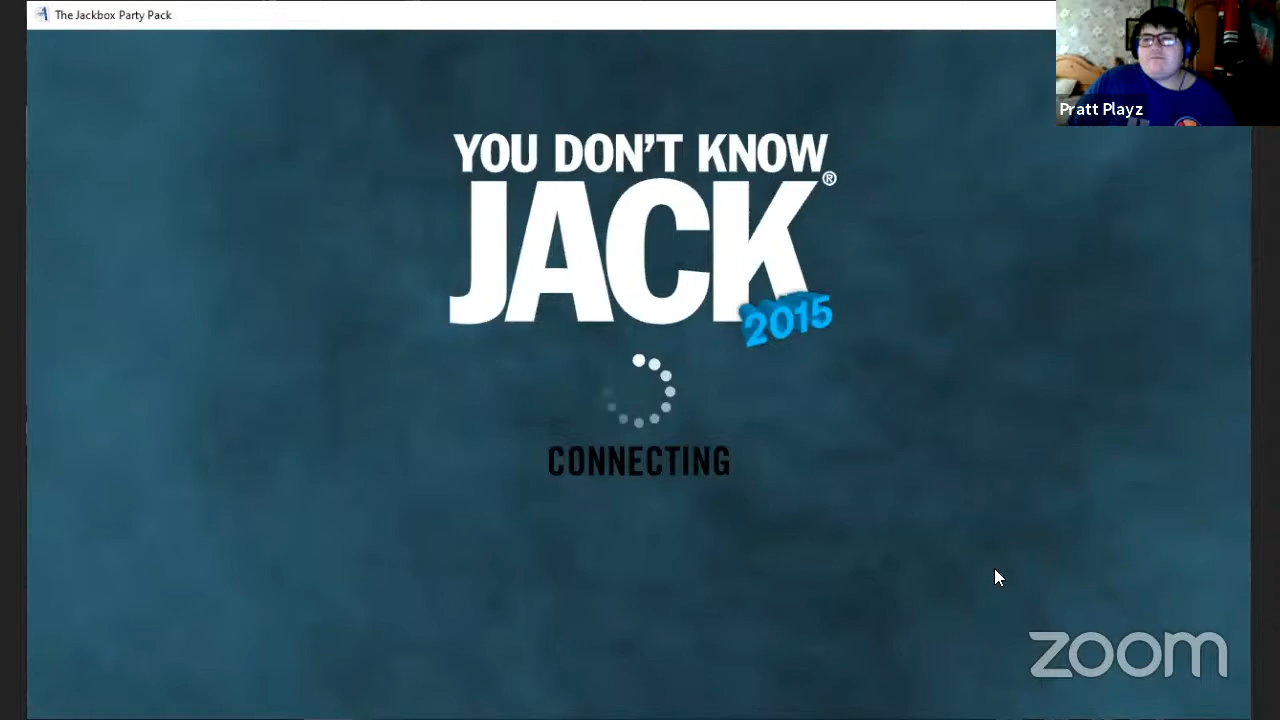 The Jackbox Party Pack
Pratt Playz
YOU DON'T KNOW
JACK®
2015
CONNECTING
zoom